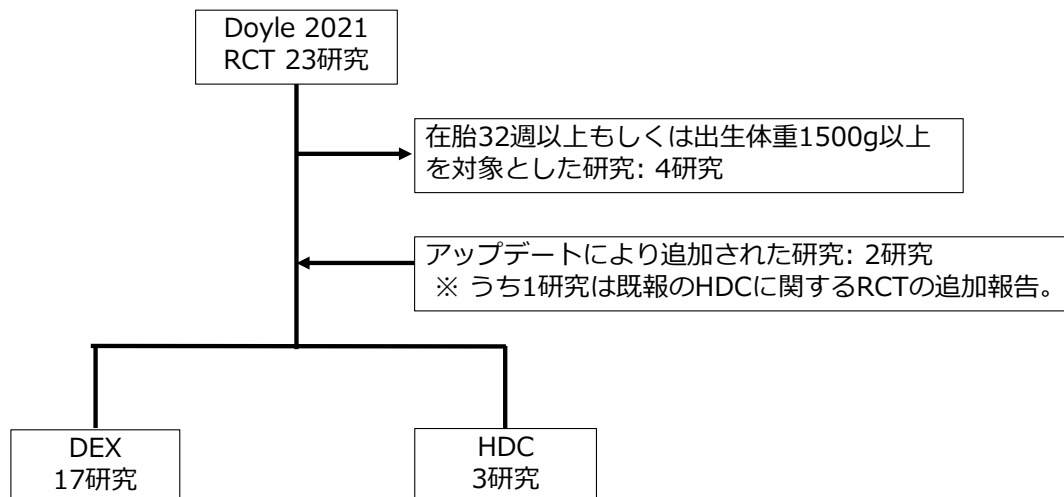 Doyle 2021
RCT 23研究
在胎32週以上もしくは出生体重1500g以上
を対象とした研究: 4研究
アップデートにより追加された研究: 2研究
※ うち1研究は既報のHDCに関するRCTの追加報告。
DEX
17研究
HDC
3研究